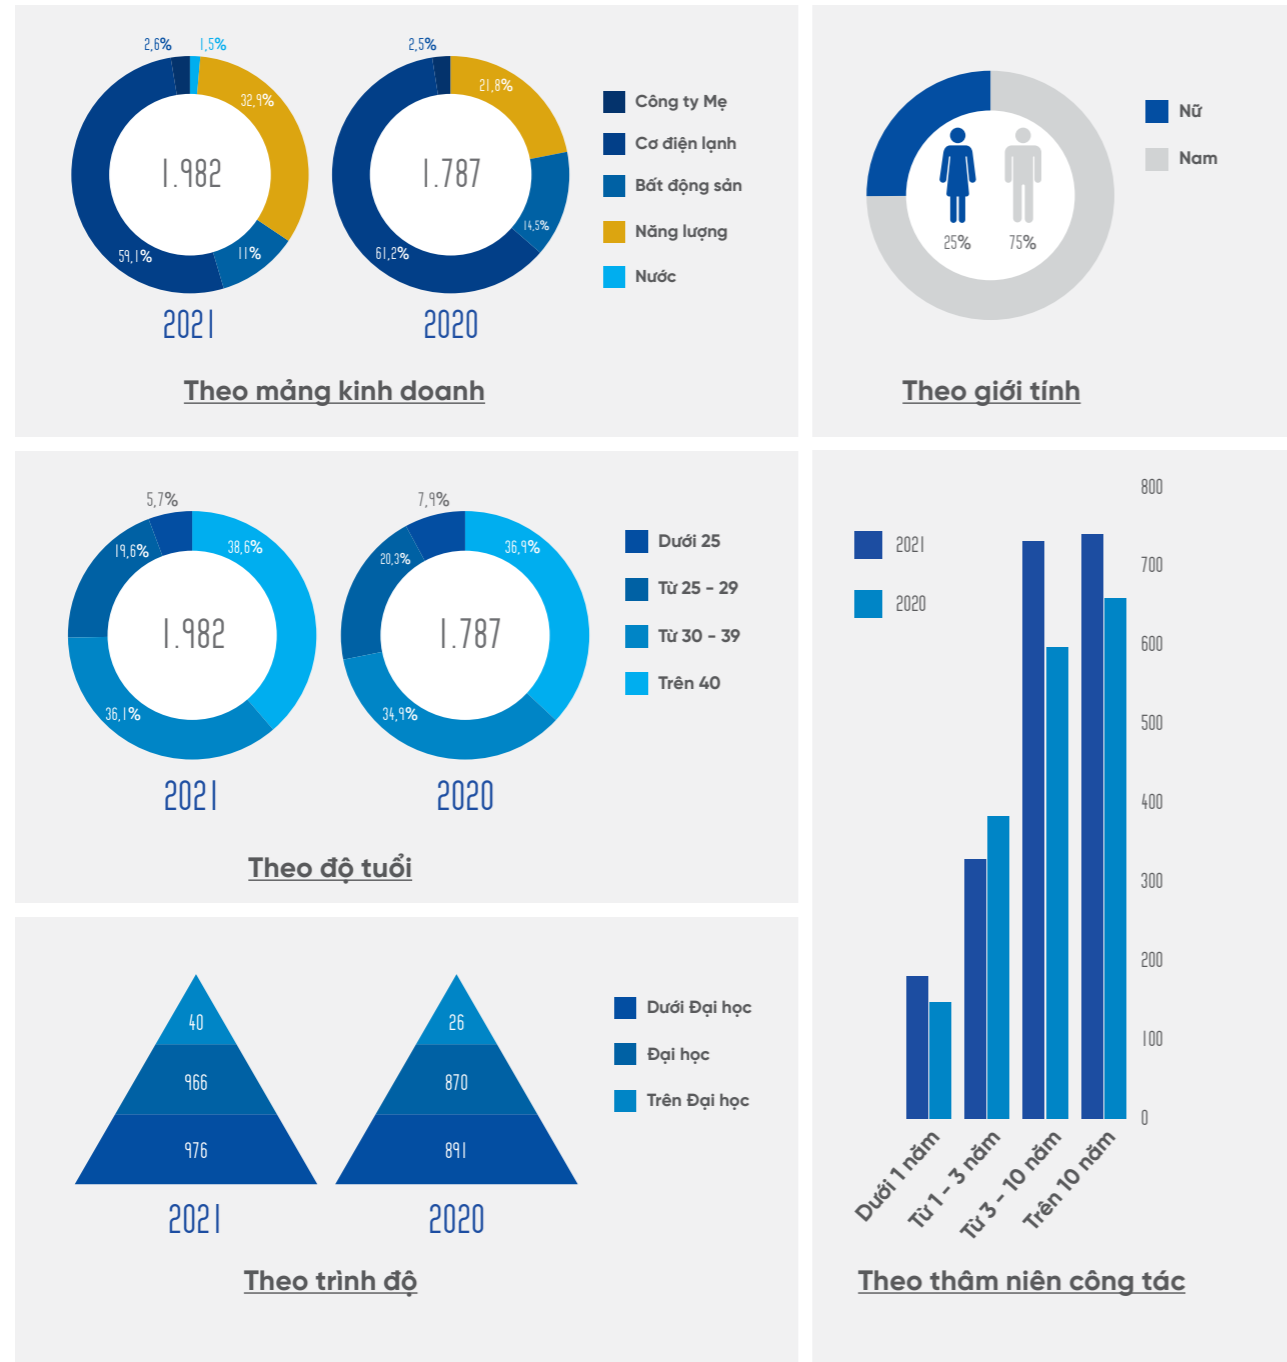 2,6% 1,5%
32,9%
1.982
59,1%
11%
2021
2,5%
21,8%
1.787
14,5%
61,2%
2020
Công ty Mẹ
Cơ điện lạnh
Bất động sản
Năng lượng
Nước
Theo mảng kinh doanh
25% 75%
Nữ
Nam
Theo giới tính
5,7%
19,6% 38,6%
1.982
36,1%
2021
7,9%
20,3% 36,9%
1.787
34,9%
2020
Dưới 25
Từ 25 - 29
Từ 30 - 39
Trên 40
Theo độ tuổi
40
966
976
2021
26
870
891
2020
Dưới Đại học
Đại học
Trên Đại học
Theo trình độ
2021
2020
800
700
600
500
400
300
200
100
0
Dưới 1 năm
Từ 1 - 3 năm
Từ 3 - 10 năm
Trên 10 năm
Theo thâm niên công tác